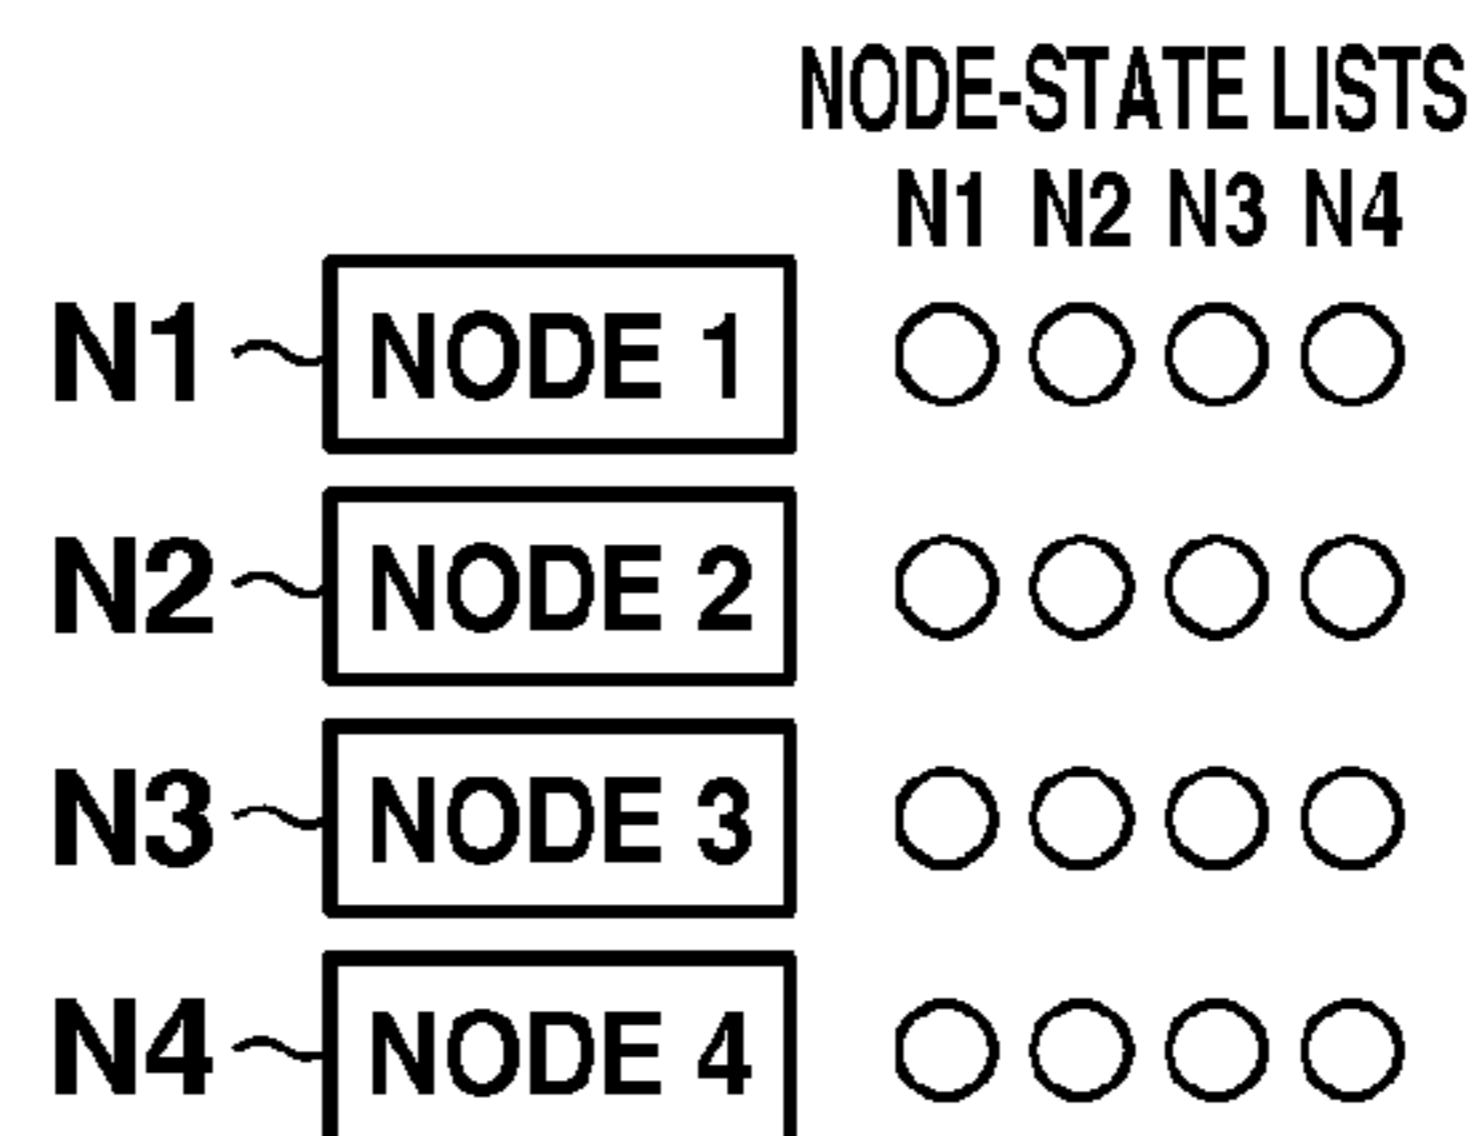 NODE-STATE LISTS
N1 N2 N3 N4
N1 NODE 1
N2 NODE 2
N3 NODE 3
N4 NODE 4